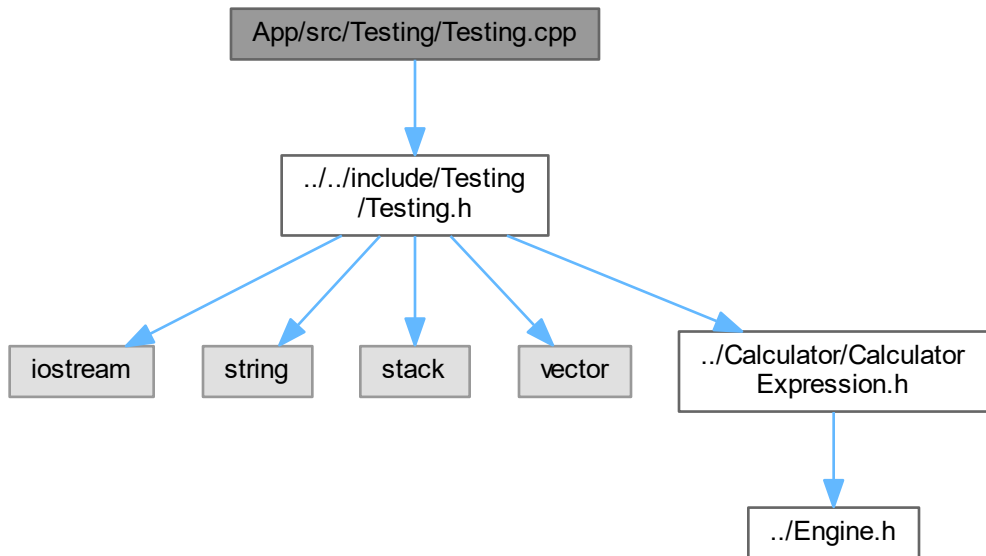 App/src/Testing/Testing.cpp
../../include/Testing
/Testing.h
iostream
string
stack
vector
../Calculator/Calculator
Expression.h
../Engine.h